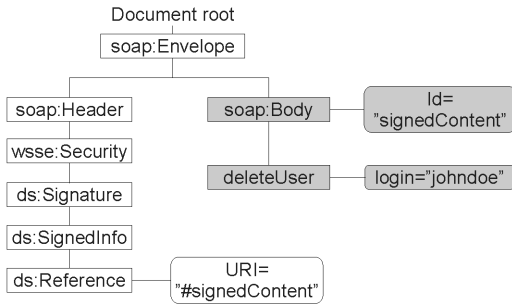 Document root
soap:Envelope
soap:Header
soap:Body
Id=
"signedContent"
wsse:Security
deleteUser
login="johndoe"
ds:Signature
ds:SignedInfo
ds:Reference
URI=
"#signedContent"